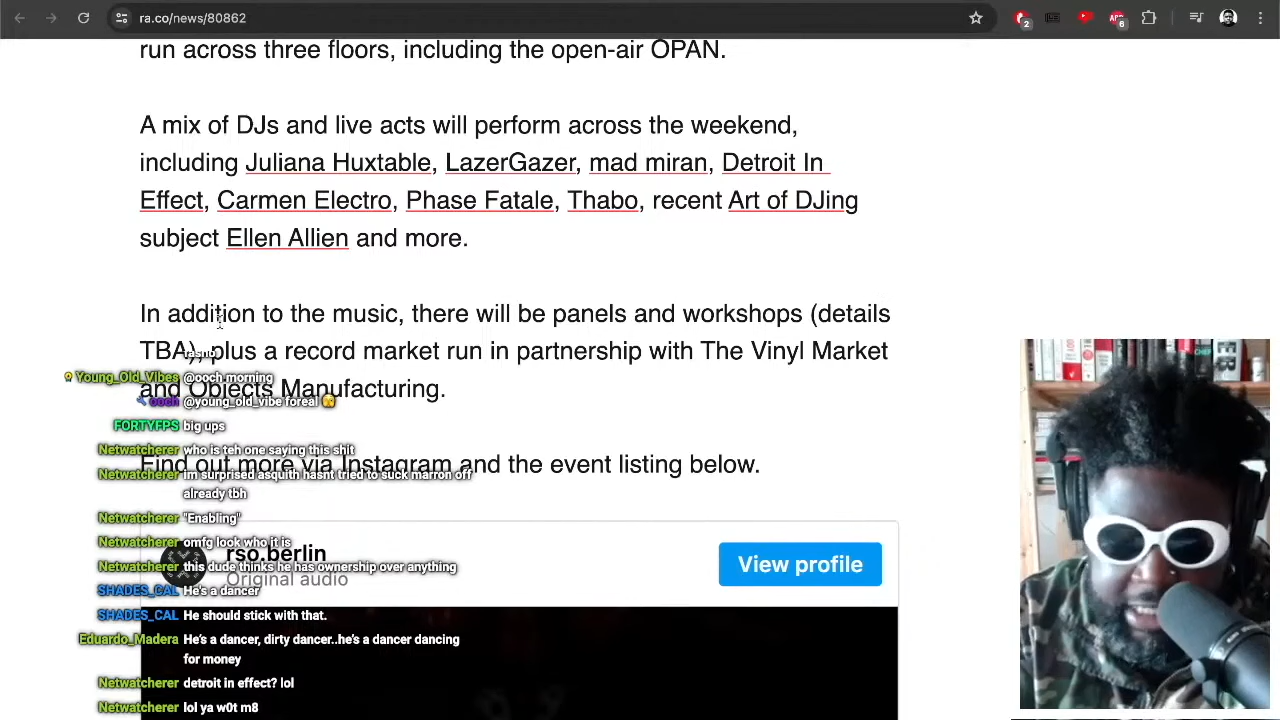 ra.co/news/80862
2
6
run across three floors, including the open-air OPAN.
A mix of DJs and live acts will perform across the weekend,
including Juliana Huxtable, LazerGazer, mad miran, Detroit In
Effect, Carmen Electro, Phase Fatale, Thabo, recent Art of DJing
subject Ellen Allien and more.
In addition to the music, there will be panels and workshops (details
TBA), plus a record market run in partnership with The Vinyl Market
and Objects Manufacturing.
Find out more via Instagram and the event listing below.
rso.berlin
Original audio
View profile
Young_Old_Vibes @ooch morning
ooch @young_old_vibe foreal
FORTYFPS big ups
Netwatcherer who is teh one saying this shit
Netwatcherer im surprised asquith hasnt tried to suck marron off
already tbh
Netwatcherer "Enabling"
Netwatcherer omfg look who it is
Netwatcherer this dude thinks he has ownership over anything
SHADES_CAL He's a dancer
SHADES_CAL He should stick with that.
Eduardo_Madera He's a dancer, dirty dancer..he's a dancer dancing
for money
Netwatcherer detroit in effect? lol
Netwatcherer lol ya w0t m8